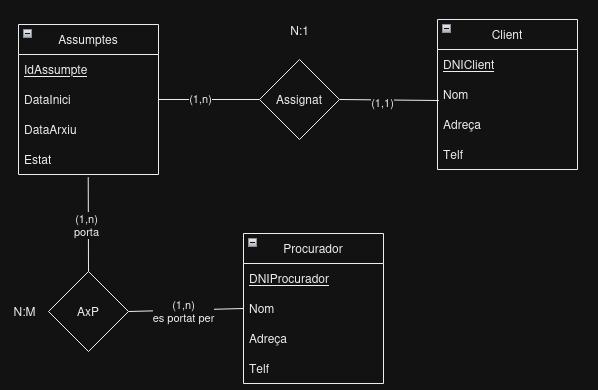 N:1
Assumptes
IdAssumpte
DataInici
DataArxiu
Estat
(1,n)
Assignat
(1,1)
Client
DNIClient
Nom
Adreça
Telf
(1,n)
porta
N:M
AxP
(1,n)
es portat per
Procurador
DNIProcurador
Nom
Adreça
Telf